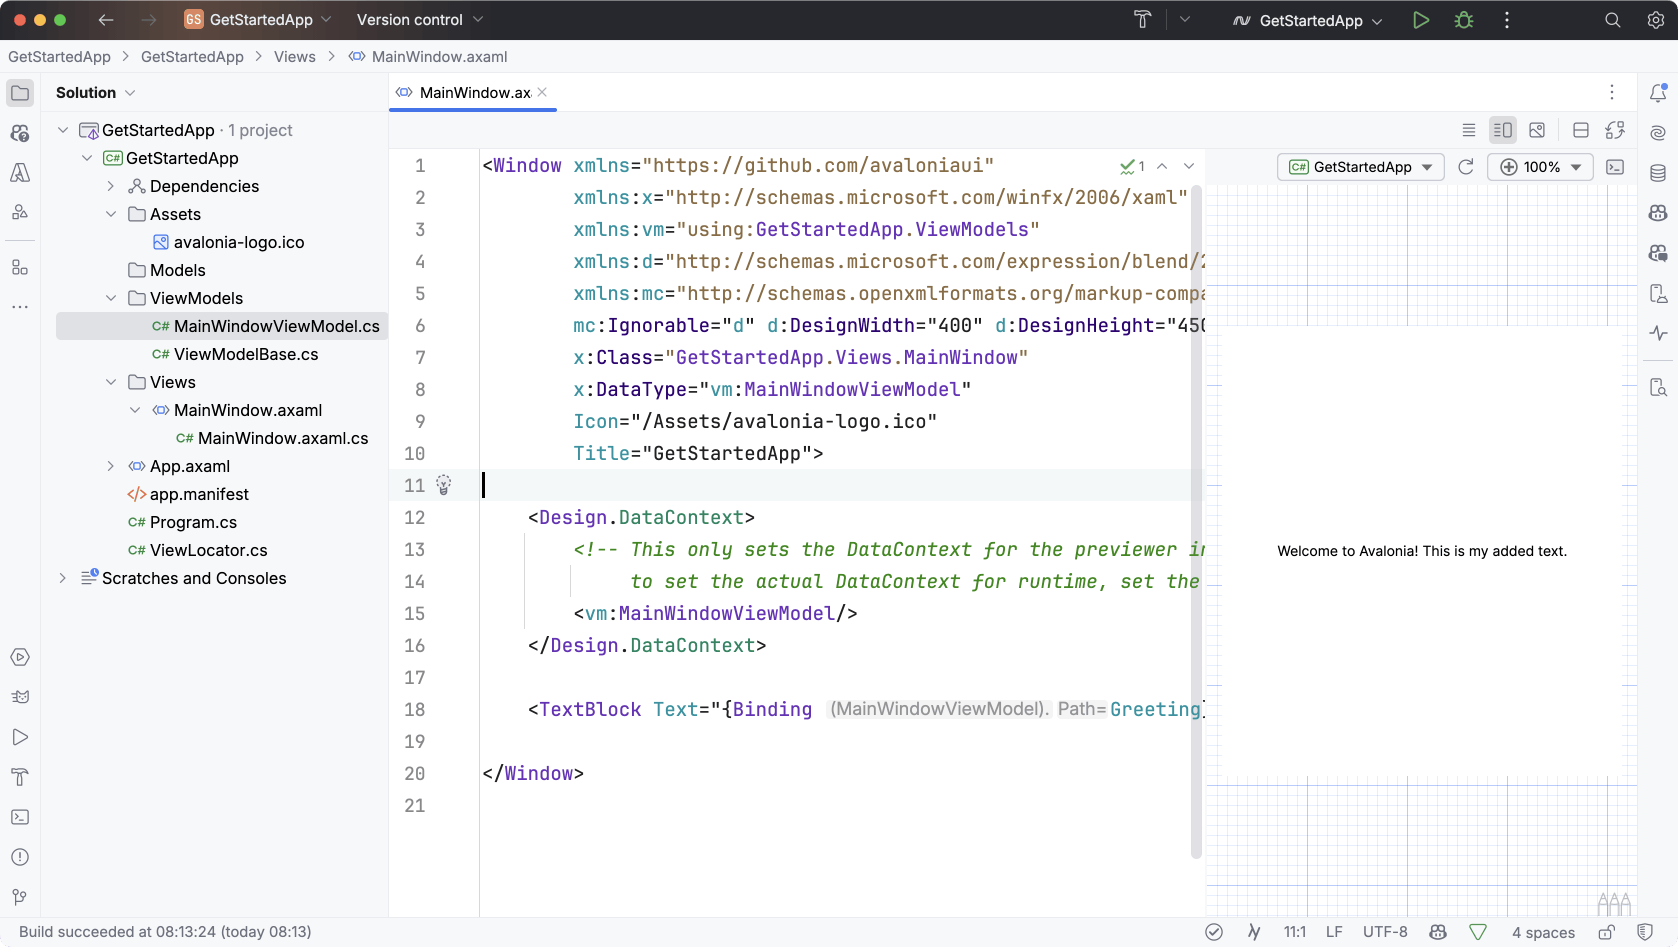 GS GetStartedApp Version control GetStartedApp
GetStartedApp > GetStartedApp > Views > MainWindow.axaml
Solution
MainWindow.ax
GetStartedApp · 1 project
C# GetStartedApp
Dependencies
Assets
avalonia-logo.ico
Models
ViewModels
C# MainWindowViewModel.cs
C# ViewModelBase.cs
Views
MainWindow.axaml
C# MainWindow.axaml.cs
App.axaml
</> app.manifest
C# Program.cs
C# ViewLocator.cs
Scratches and Consoles
1 <Window xmlns="https://github.com/avaloniaui" 1
2 xmlns:x="http://schemas.microsoft.com/winfx/2006/xaml"
3 xmlns:vm="using:GetStartedApp.ViewModels"
4 xmlns:d="http://schemas.microsoft.com/expression/blend/2
5 xmlns:mc="http://schemas.openxmlformats.org/markup-compa
6 mc:Ignorable="d" d:DesignWidth="400" d:DesignHeight="450
7 x:Class="GetStartedApp.Views.MainWindow"
8 x:DataType="vm:MainWindowViewModel"
9 Icon="/Assets/avalonia-logo.ico"
10 Title="GetStartedApp">
11
12 <Design.DataContext>
13 <!-- This only sets the DataContext for the previewer in
14 to set the actual DataContext for runtime, set the
15 <vm:MainWindowViewModel/>
16 </Design.DataContext>
17
18 <TextBlock Text="{Binding (MainWindowViewModel). Path=Greeting}
19
20 </Window>
21
C# GetStartedApp 100%
Welcome to Avalonia! This is my added text.
Build succeeded at 08:13:24 (today 08:13) 11:1 LF UTF-8 4 spaces